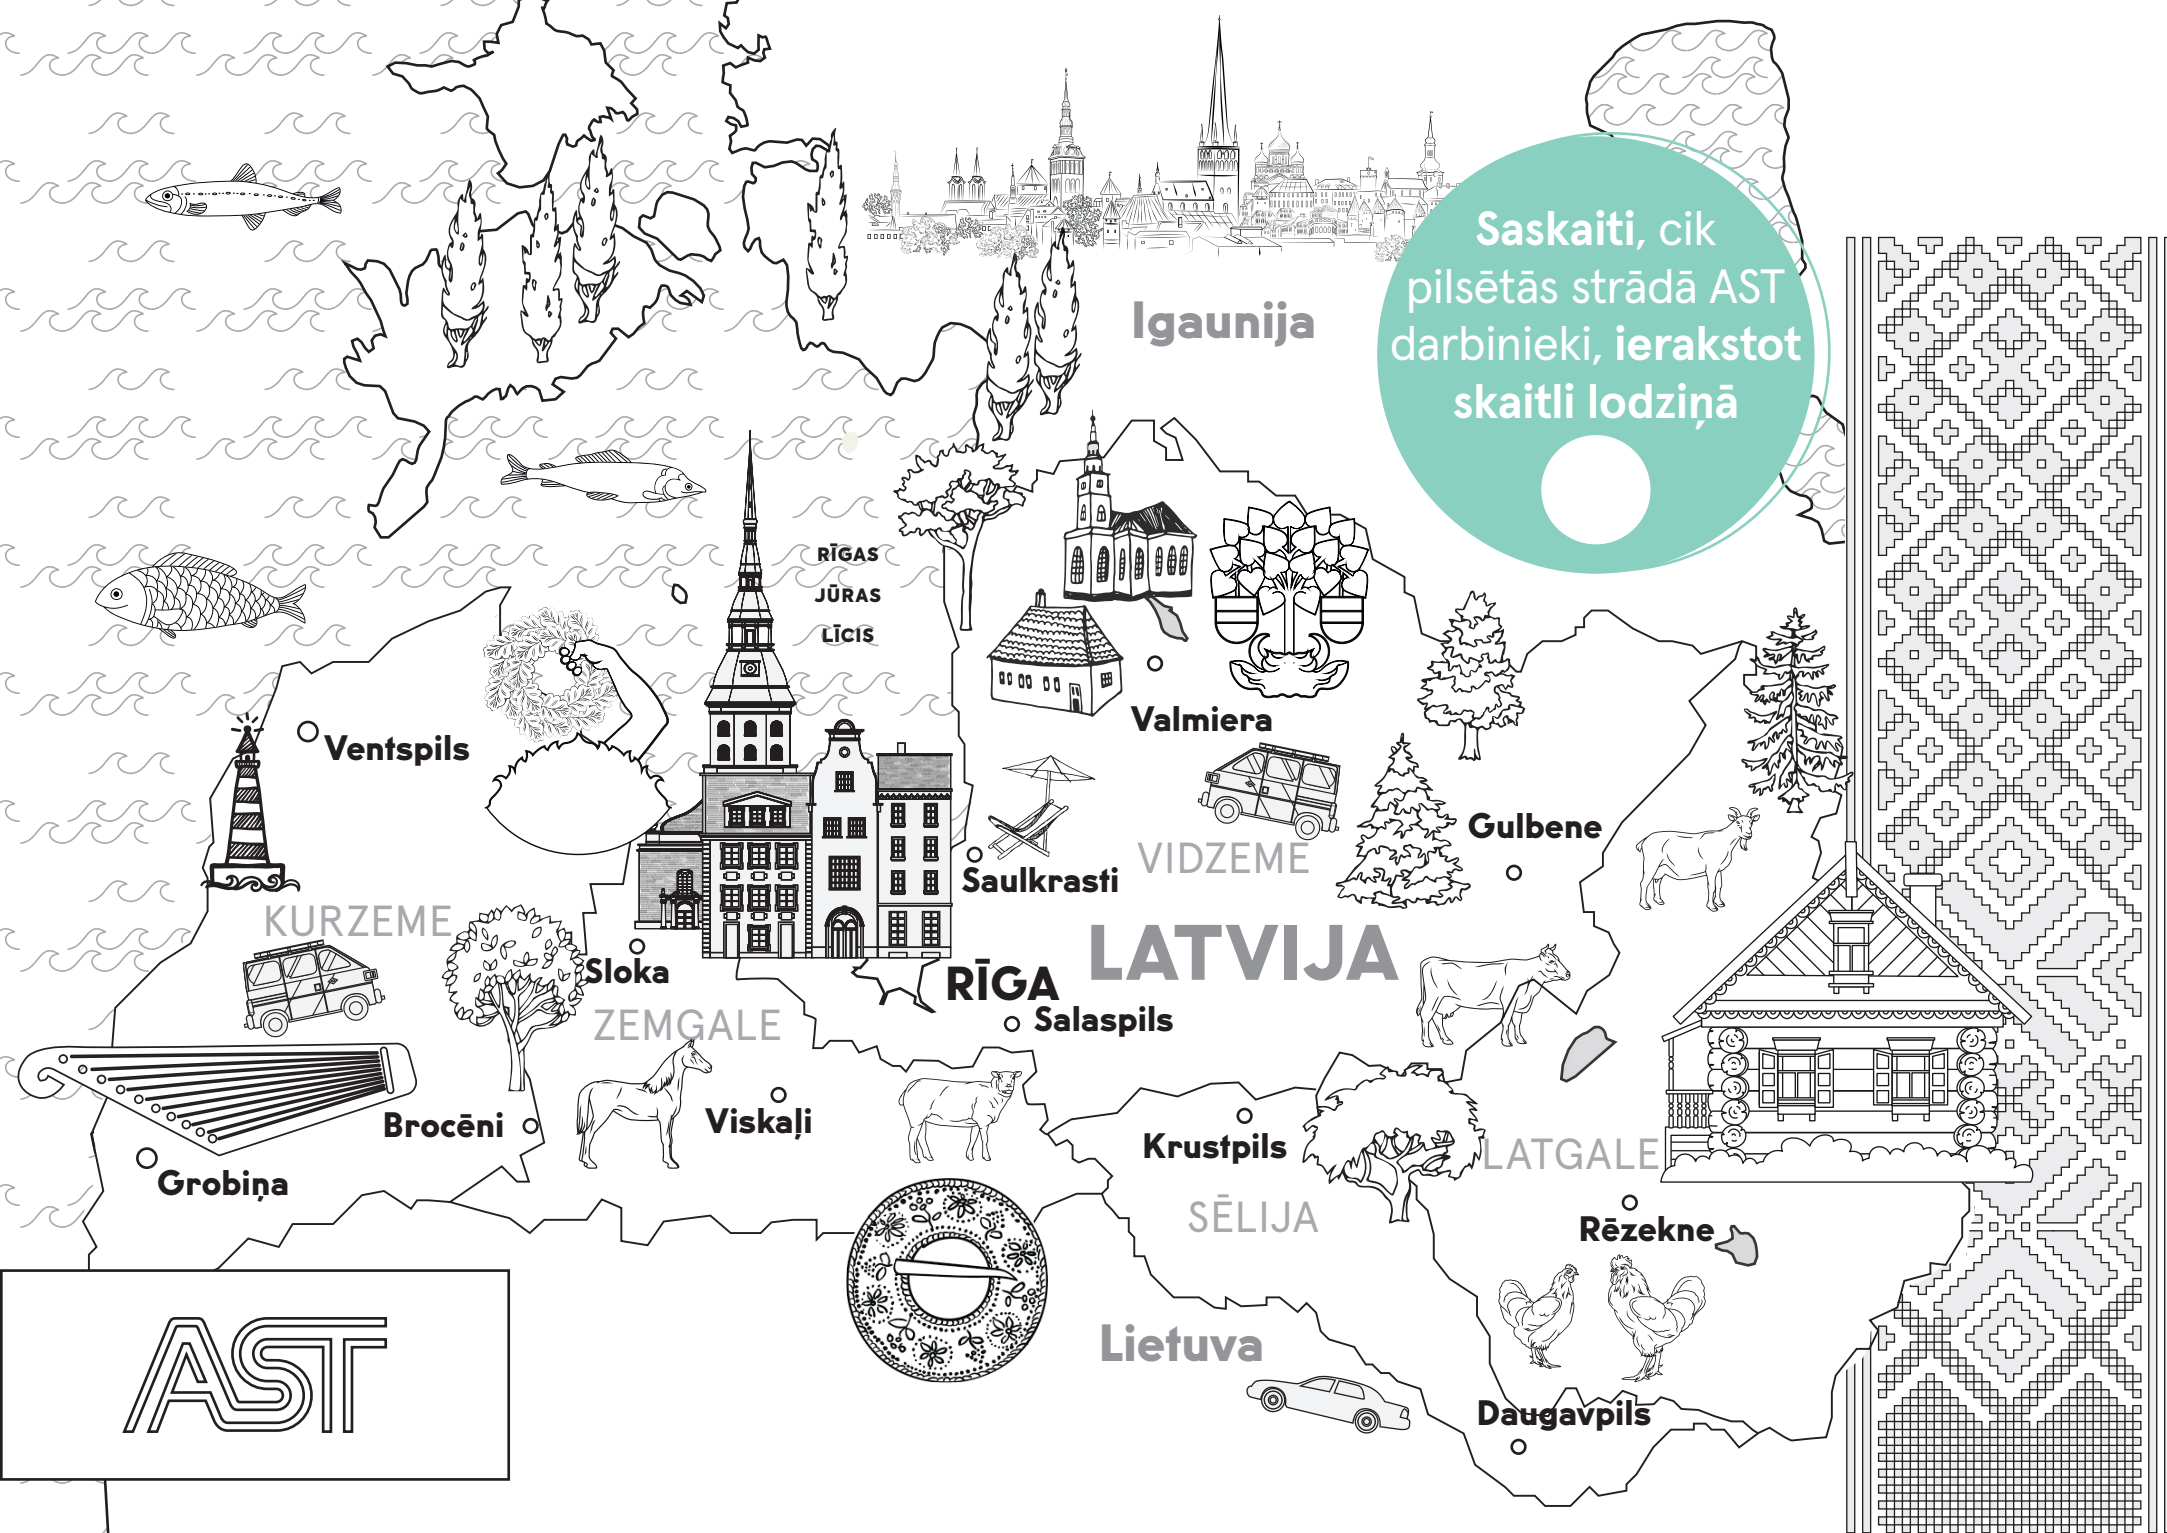 Saskaiti, cik
pilsētās strādā AST
darbinieki, ierakstot
skaitli lodziņā
Igaunija
RĪGAS
JŪRAS
LĪCIS
Valmiera
Ventspils
Gulbene
VIDZEME
Saulkrasti
KURZEME
LATVIJA
Sloka
RĪGA
Salaspils
ZEMGALE
Viskaļi
Brocēni
Krustpils
LATGALE
Grobiņa
SĒLIJA
Rēzekne
Lietuva
AST
Daugavpils